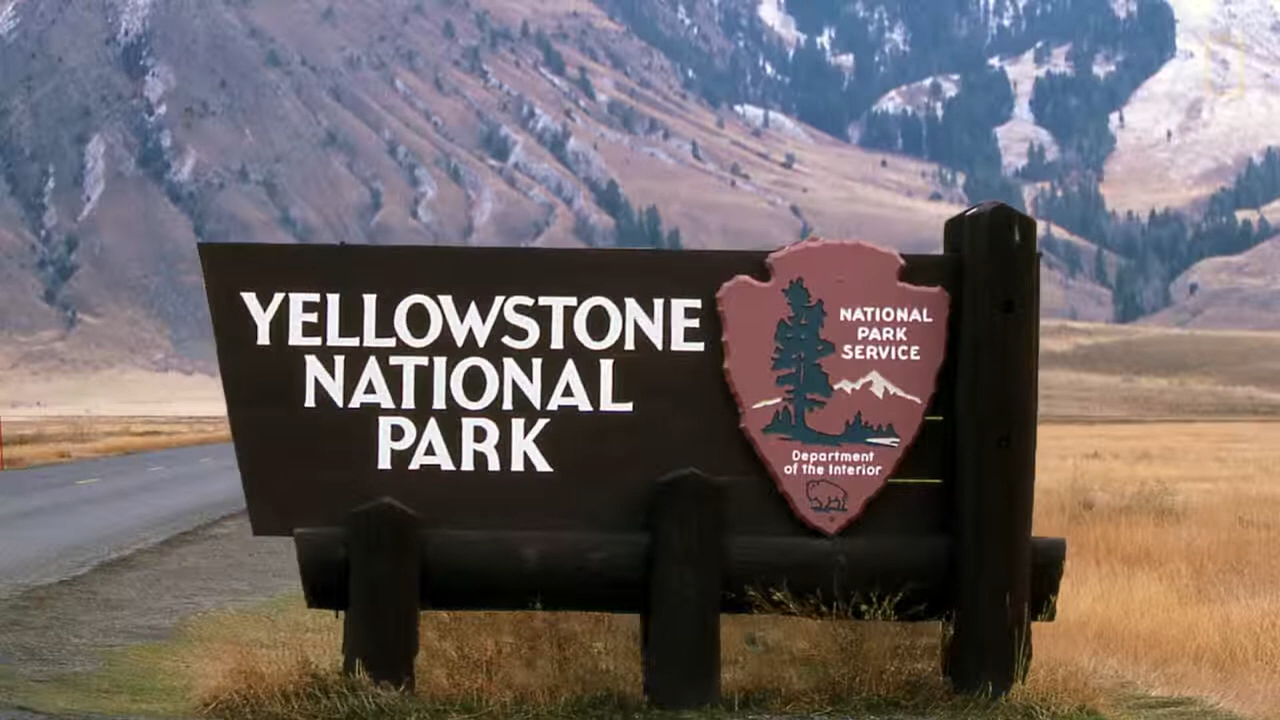 YELLOWSTONE
NATIONAL
PARK
NATIONAL
PARK
SERVICE
Department
of the Interior